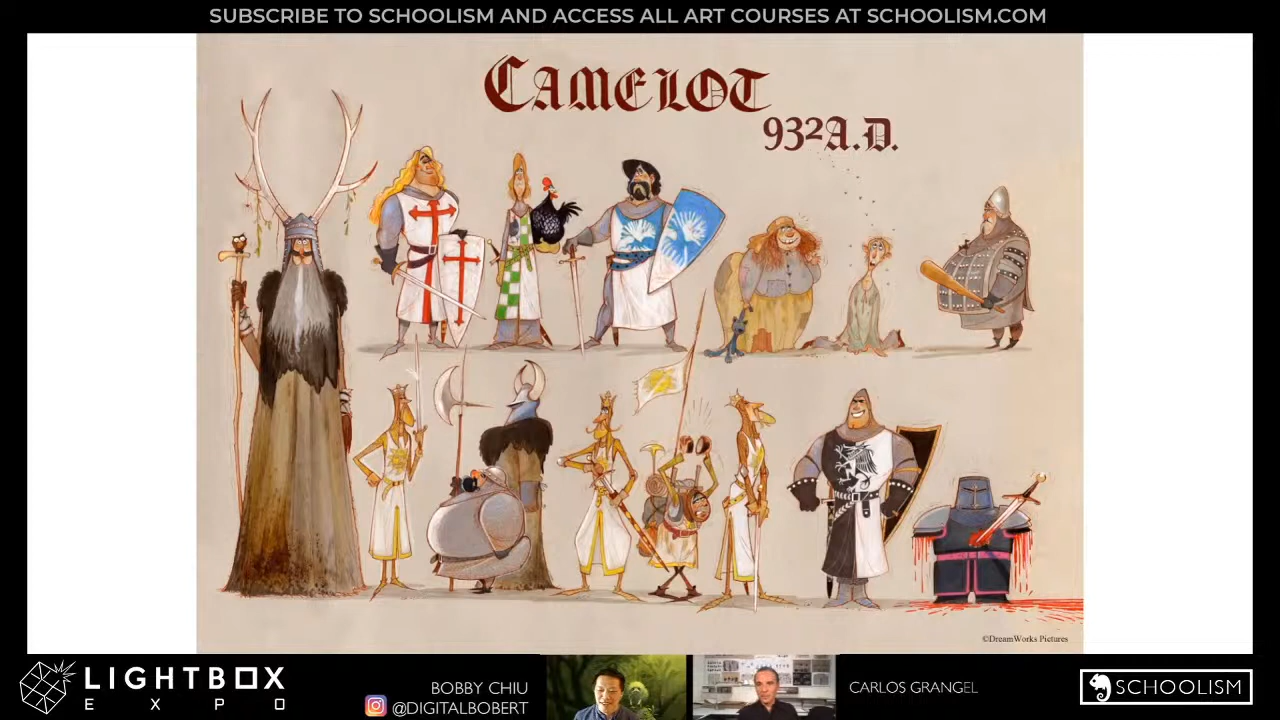 SUBSCRIBE TO SCHOOLISM AND ACCESS ALL ART COURSES AT SCHOOLISM.COM
CAMELOT
932 A.D.
©DreamWorks Pictures
LIGHTBOX
EXPO
BOBBY CHIU
@DIGITALBOBERT
CARLOS GRANGEL
SCHOOLISM